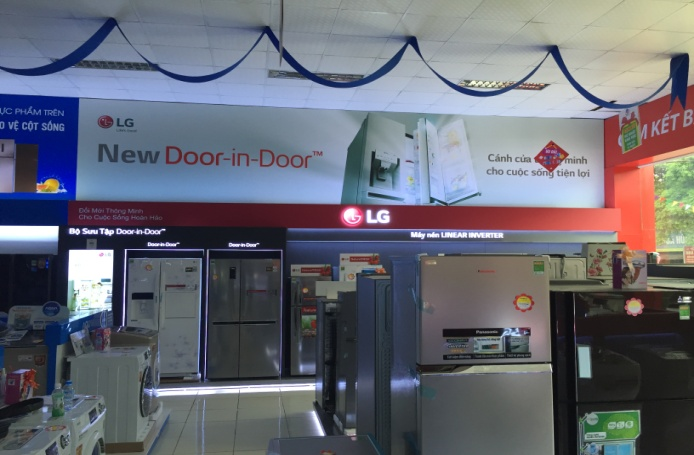 ỰC PHẨM TRÊN
O VỆ CỘT SỐNG
LG
New Door-in-Door™
Cánh cửa minh
cho cuộc sống tiện lợi
M KẾT B
Đổi Mới Thông Minh
Cho Cuộc Sống Hoàn Hảo
LG
Bộ Sưu Tập Door-in-Door™
Máy nén LINEAR INVERTER
Door-in-Door™
Door-in-Door™
Panasonic
Panasonic